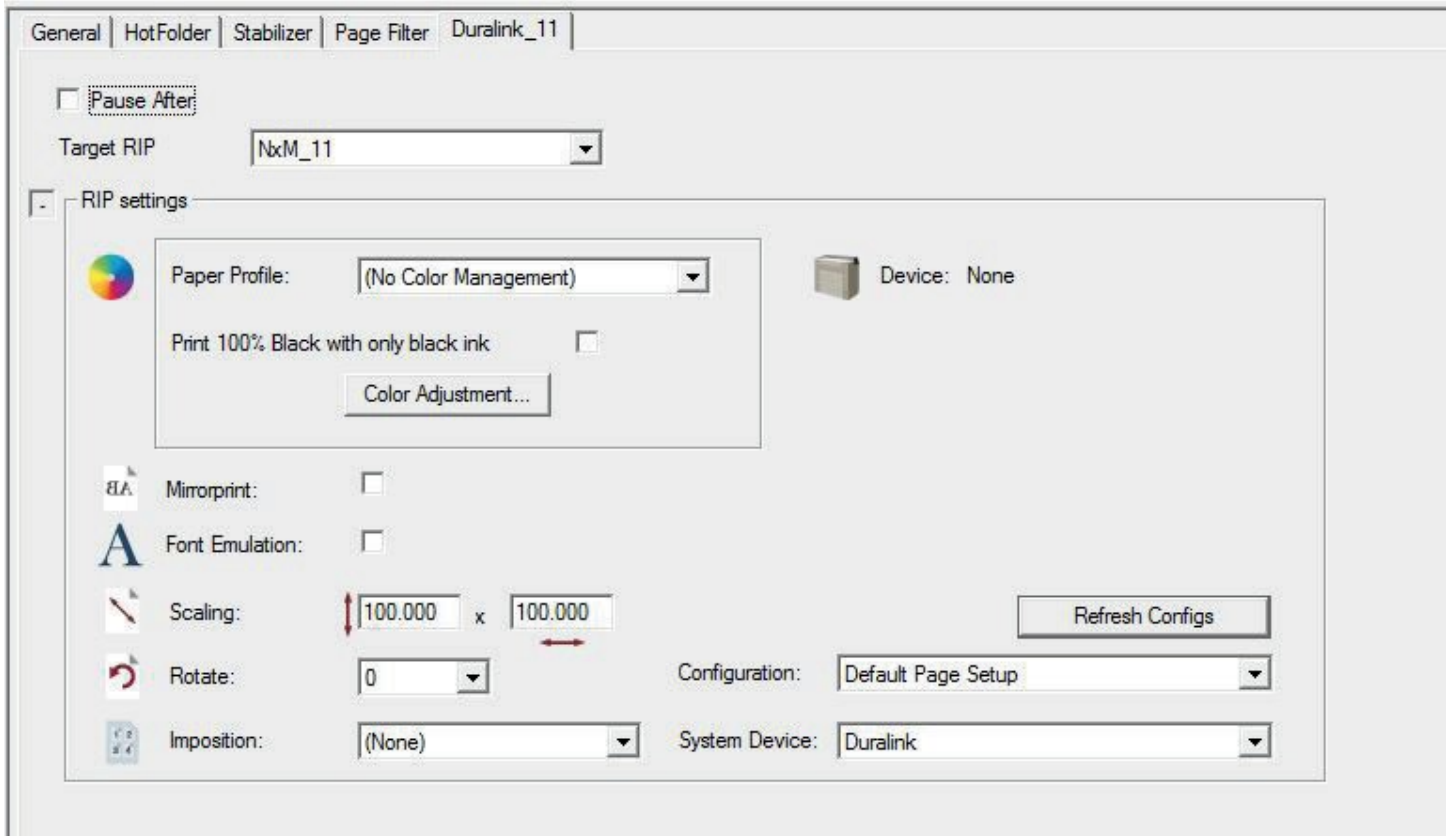 General HotFolder Stabilizer Page Filter Duralink_11
Pause After
Target RIP NxM_11
- RIP settings
Paper Profile: (No Color Management) Device: None
Print 100% Black with only black ink
Color Adjustment...
Mirrorprint:
A Font Emulation:
Scaling: 100.000 x 100.000 Refresh Configs
Rotate: 0 Configuration: Default Page Setup
Imposition: (None) System Device: Duralink